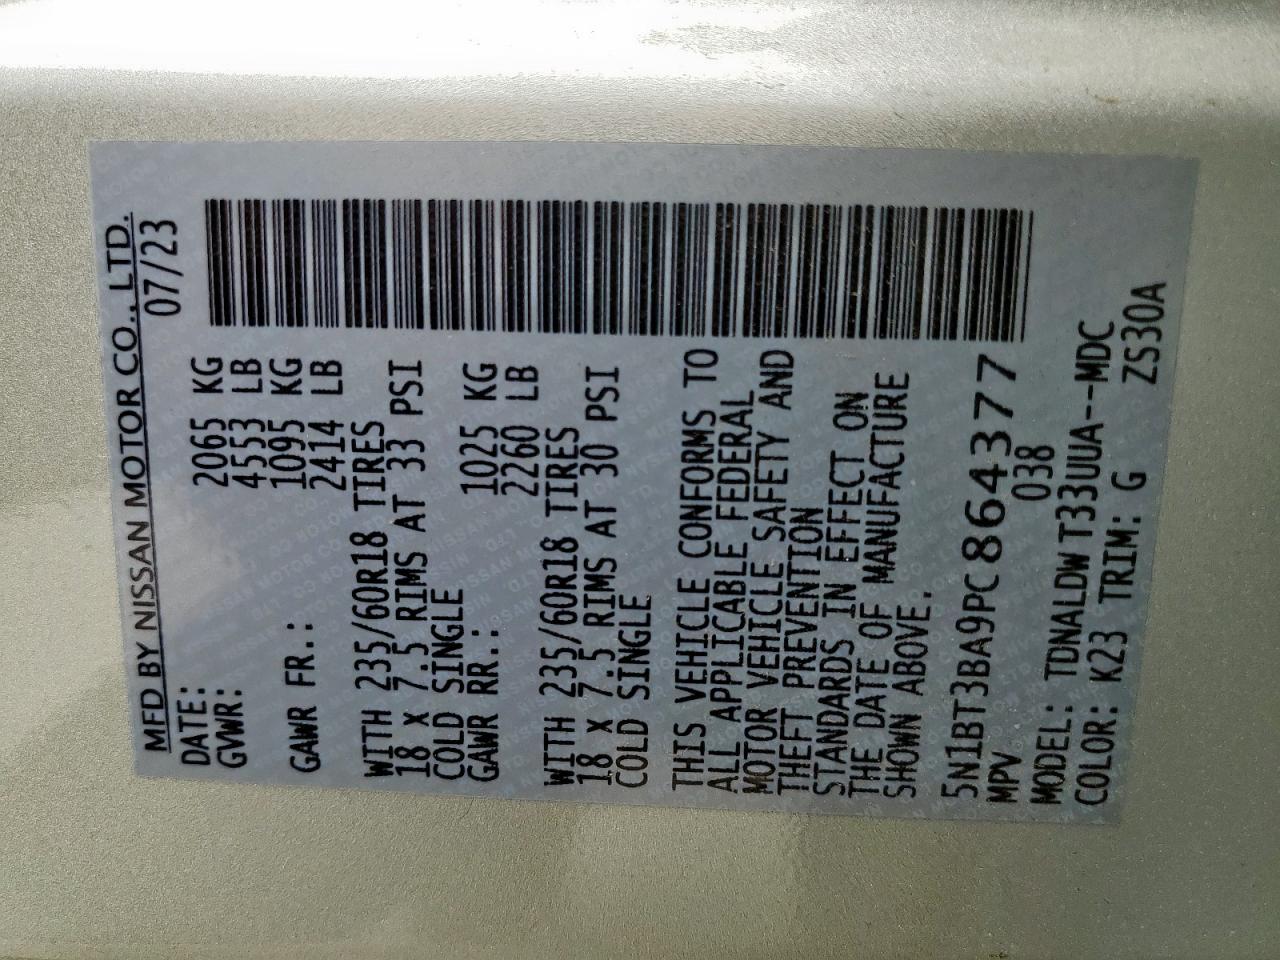 MFD BY NISSAN MOTOR CO., LTD.
DATE: 07/23
GVWR: 2065 KG
4553 LB
GAWR FR.: 1095 KG
2414 LB
WITH 235/60R18 TIRES
18 x 7.5 RIMS AT 33 PSI
COLD SINGLE
GAWR RR.: 1025 KG
2260 LB
WITH 235/60R18 TIRES
18 x 7.5 RIMS AT 30 PSI
COLD SINGLE
THIS VEHICLE CONFORMS TO
ALL APPLICABLE FEDERAL
MOTOR VEHICLE SAFETY AND
THEFT PREVENTION
STANDARDS IN EFFECT ON
THE DATE OF MANUFACTURE
SHOWN ABOVE.
5N1BT3BA9PC864377
MPV 038
MODEL: TDNALDW T33UUA--MDC
COLOR: K23 TRIM: G ZS30A